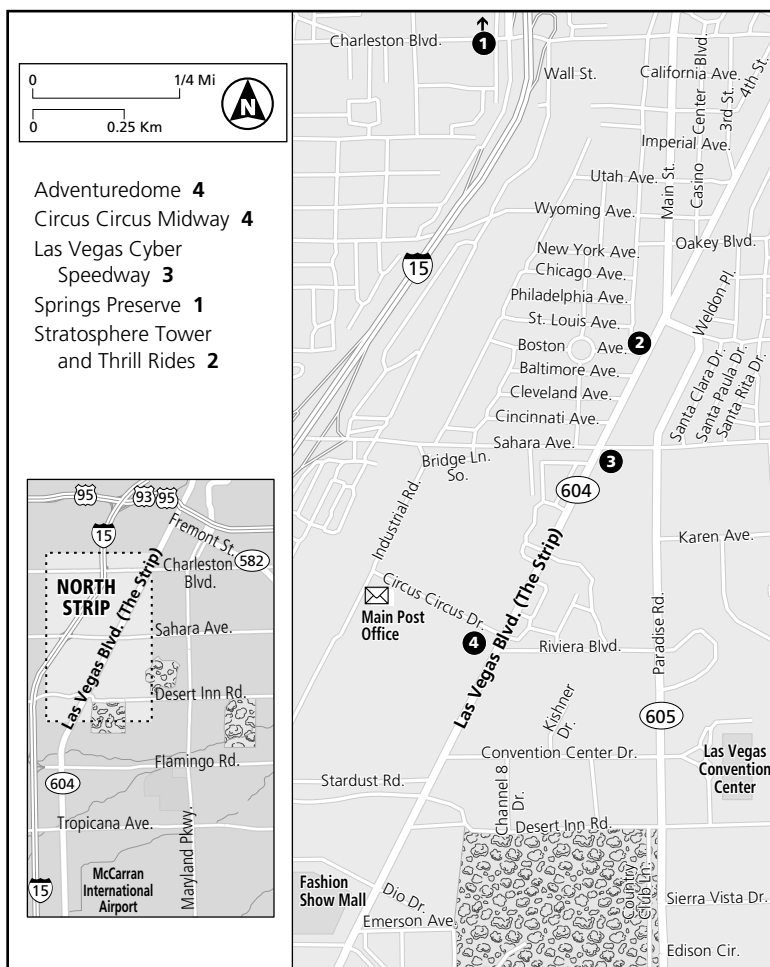 0 1/4 Mi
0 0.25 Km
N
Adventuredome 4
Circus Circus Midway 4
Las Vegas Cyber
Speedway 3
Springs Preserve 1
Stratosphere Tower
and Thrill Rides 2
95
93
95
15
Fremont St.
582
NORTH
STRIP
Charleston
Blvd.
Las Vegas Blvd. (The Strip)
Sahara Ave.
Desert Inn Rd.
Flamingo Rd.
604
Tropicana Ave.
Maryland Pkwy.
McCarran
International
Airport
15
Charleston Blvd.
1
Wall St.
California Ave.
Casino Center Blvd.
3rd St.
4th St.
Imperial Ave.
Main St.
Utah Ave.
Wyoming Ave.
15
New York Ave.
Oakey Blvd.
Chicago Ave.
Philadelphia Ave.
Weldon Pl.
St. Louis Ave.
2
Boston Ave.
Baltimore Ave.
Cleveland Ave.
Santa Clara Dr.
Santa Paula Dr.
Santa Rita Dr.
Cincinnati Ave.
Sahara Ave.
Bridge Ln.
So.
3
604
Industrial Rd.
Karen Ave.
Circus Circus Dr.
Main Post
Office
Las Vegas Blvd. (The Strip)
4
Riviera Blvd.
Paradise Rd.
605
Kishner
Dr.
Convention Center Dr.
Las Vegas
Convention
Center
Stardust Rd.
Channel 8
Dr.
Desert Inn Rd.
Fashion
Show Mall
Dio Dr.
Emerson Ave.
Country
Club Ln.
Sierra Vista Dr.
Edison Cir.